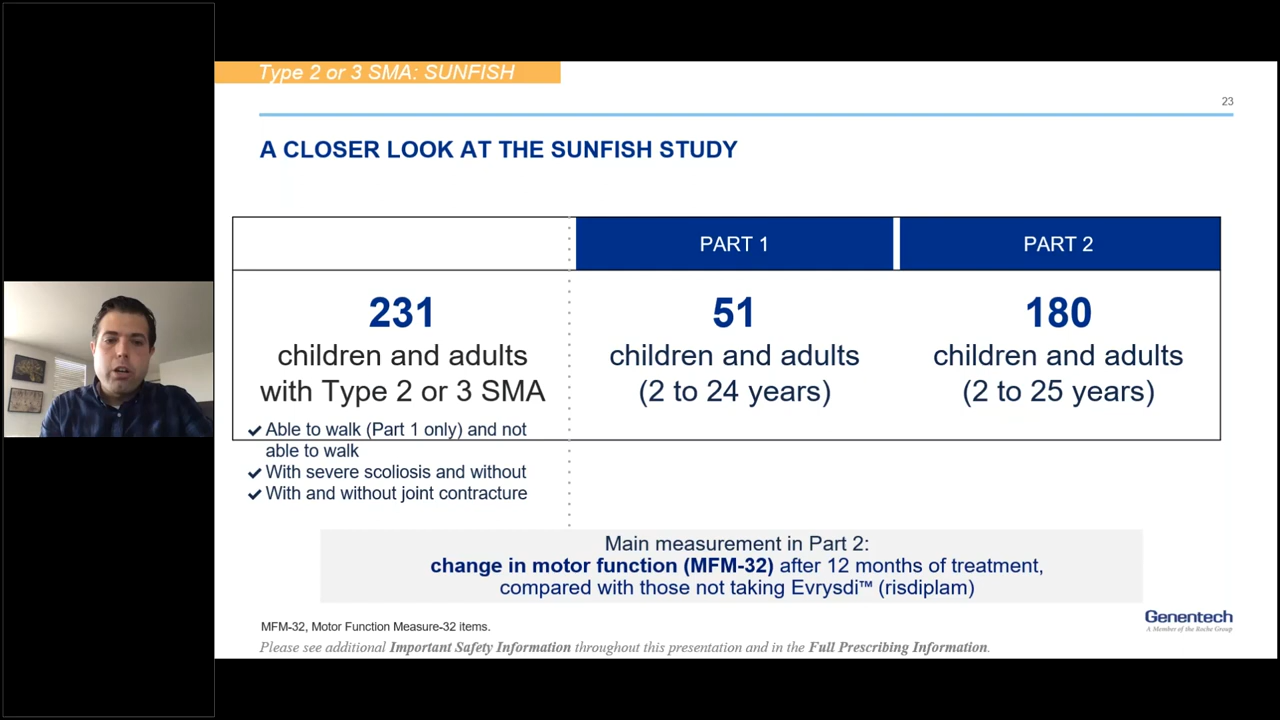 Type 2 or 3 SMA: SUNFISH
23
A CLOSER LOOK AT THE SUNFISH STUDY
PART 1
PART 2
231
children and adults
with Type 2 or 3 SMA
✔ Able to walk (Part 1 only) and not
able to walk
✔ With severe scoliosis and without
✔ With and without joint contracture
51
children and adults
(2 to 24 years)
180
children and adults
(2 to 25 years)
Main measurement in Part 2:
change in motor function (MFM-32) after 12 months of treatment,
compared with those not taking Evrysdi™ (risdiplam)
Genentech
A Member of the Roche Group
MFM-32, Motor Function Measure-32 items.
Please see additional Important Safety Information throughout this presentation and in the Full Prescribing Information.